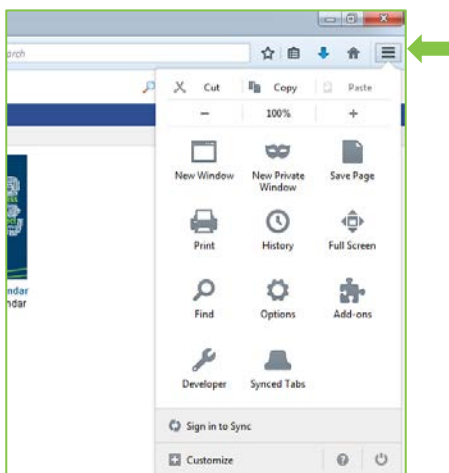 arch
Cut Copy Paste
− 100% +
New Window New Private Window Save Page
Print History Full Screen
Find Options Add-ons
Developer Synced Tabs
ndar
ndar
Sign in to Sync
Customize